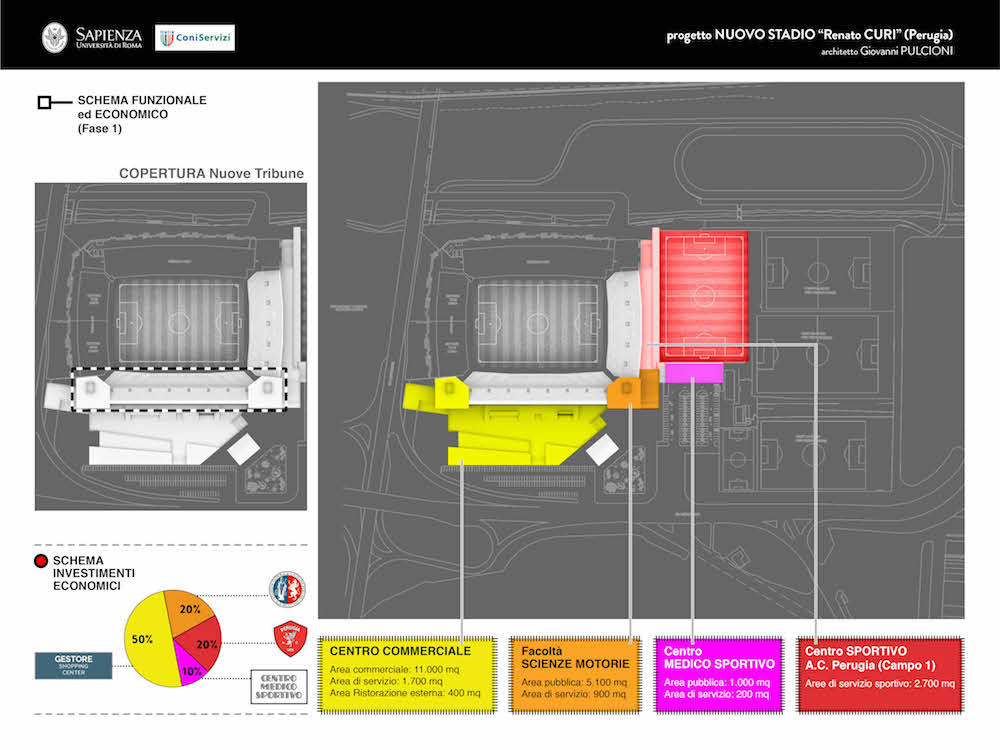 SAPIENZA
UNIVERSITÀ DI ROMA
ConiServizi
progetto NUOVO STADIO “Renato CURI” (Perugia)
architetto Giovanni PULCIONI
SCHEMA FUNZIONALE
ed ECONOMICO
(Fase 1)
COPERTURA Nuove Tribune
SCHEMA
INVESTIMENTI
ECONOMICI
20%
50%
20%
10%
GESTORE
SHOPPING
CENTER
PERUGIA
CENTRO
MEDICO
SPORTIVO
CENTRO COMMERCIALE
Area commerciale: 11.000 mq
Area di servizio: 1.700 mq
Area Ristorazione esterna: 400 mq
Facoltà
SCIENZE MOTORIE
Area pubblica: 5.100 mq
Area di servizio: 900 mq
Centro
MEDICO SPORTIVO
Area pubblica: 1.000 mq
Area di servizio: 200 mq
Centro SPORTIVO
A.C. Perugia (Campo 1)
Aree di servizio sportivo: 2.700 mq